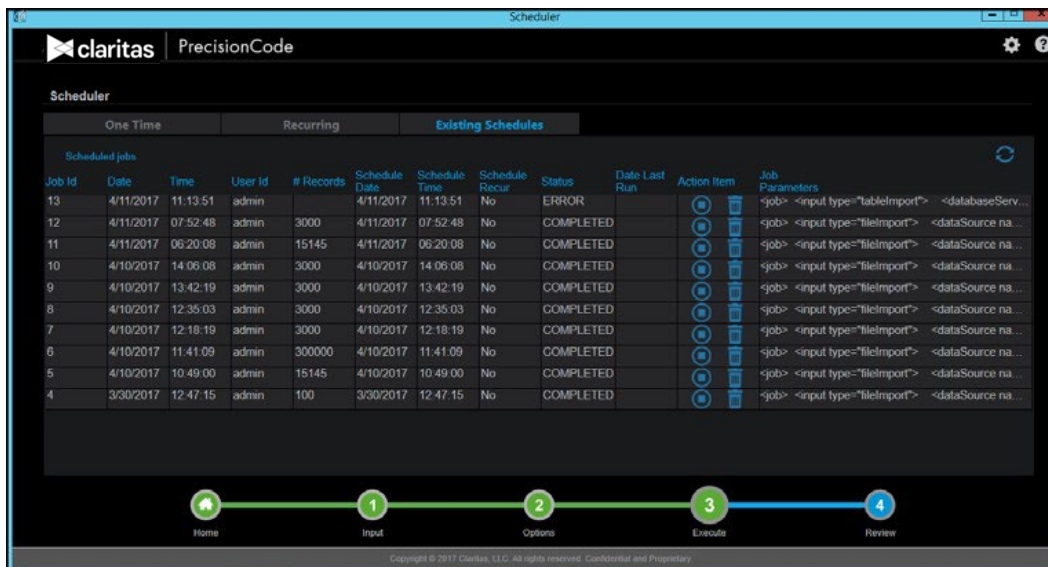 Scheduler
claritas PrecisionCode
Scheduler
One Time Recurring Existing Schedules
Scheduled jobs
Job Id Date Time User Id # Records Schedule Date Schedule Time Schedule Recur Status Date Last Run Action Item Job Parameters
13 4/11/2017 11:13:51 admin 4/11/2017 11:13:51 No ERROR <job> <input type="tableImport"> <databaseServ...
12 4/11/2017 07:52:48 admin 3000 4/11/2017 07:52:48 No COMPLETED <job> <input type="fileImport"> <dataSource na...
11 4/11/2017 06:20:08 admin 15145 4/11/2017 06:20:08 No COMPLETED <job> <input type="fileImport"> <dataSource na...
10 4/10/2017 14:06:08 admin 3000 4/10/2017 14:06:08 No COMPLETED <job> <input type="fileImport"> <dataSource na...
9 4/10/2017 13:42:19 admin 3000 4/10/2017 13:42:19 No COMPLETED <job> <input type="fileImport"> <dataSource na...
8 4/10/2017 12:35:03 admin 3000 4/10/2017 12:35:03 No COMPLETED <job> <input type="fileImport"> <dataSource na...
7 4/10/2017 12:18:19 admin 3000 4/10/2017 12:18:19 No COMPLETED <job> <input type="fileImport"> <dataSource na...
6 4/10/2017 11:41:09 admin 300000 4/10/2017 11:41:09 No COMPLETED <job> <input type="fileImport"> <dataSource na...
5 4/10/2017 10:49:00 admin 15145 4/10/2017 10:49:00 No COMPLETED <job> <input type="fileImport"> <dataSource na...
4 3/30/2017 12:47:15 admin 100 3/30/2017 12:47:15 No COMPLETED <job> <input type="fileImport"> <dataSource na...
1 2 3 4
Home Input Options Execute Review
Copyright © 2017 Claritas, LLC. All rights reserved. Confidential and Proprietary.